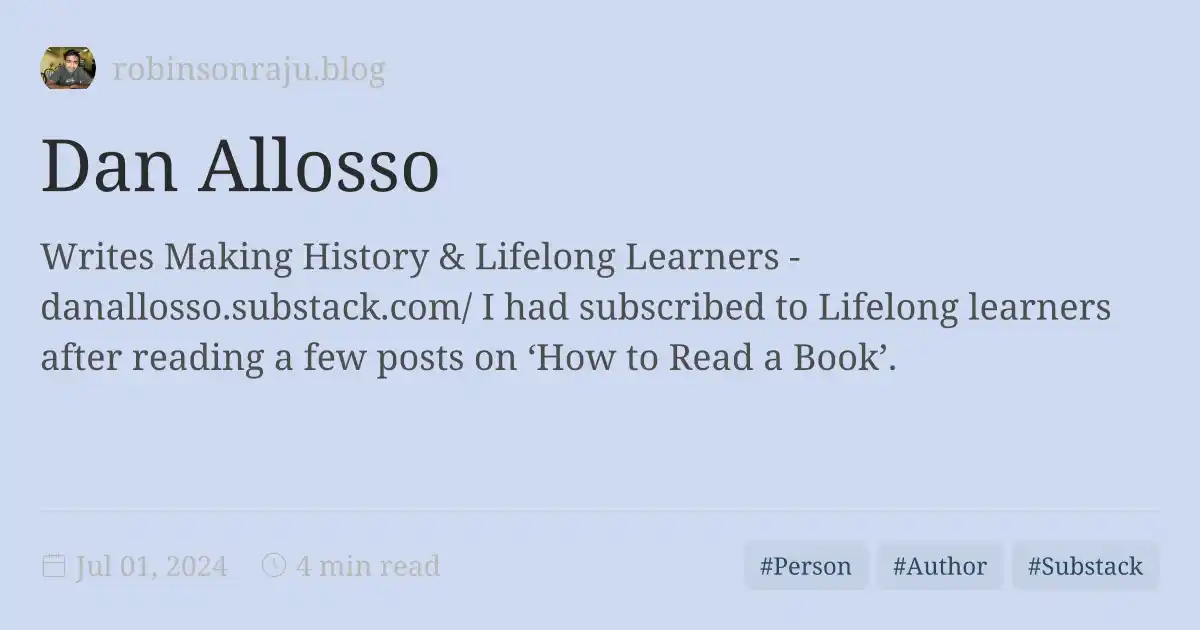 robinsonraju.blog
Dan Allosso
Writes Making History & Lifelong Learners -
danallosso.substack.com/ I had subscribed to Lifelong learners
after reading a few posts on ‘How to Read a Book’.
Jul 01, 2024 4 min read #Person #Author #Substack